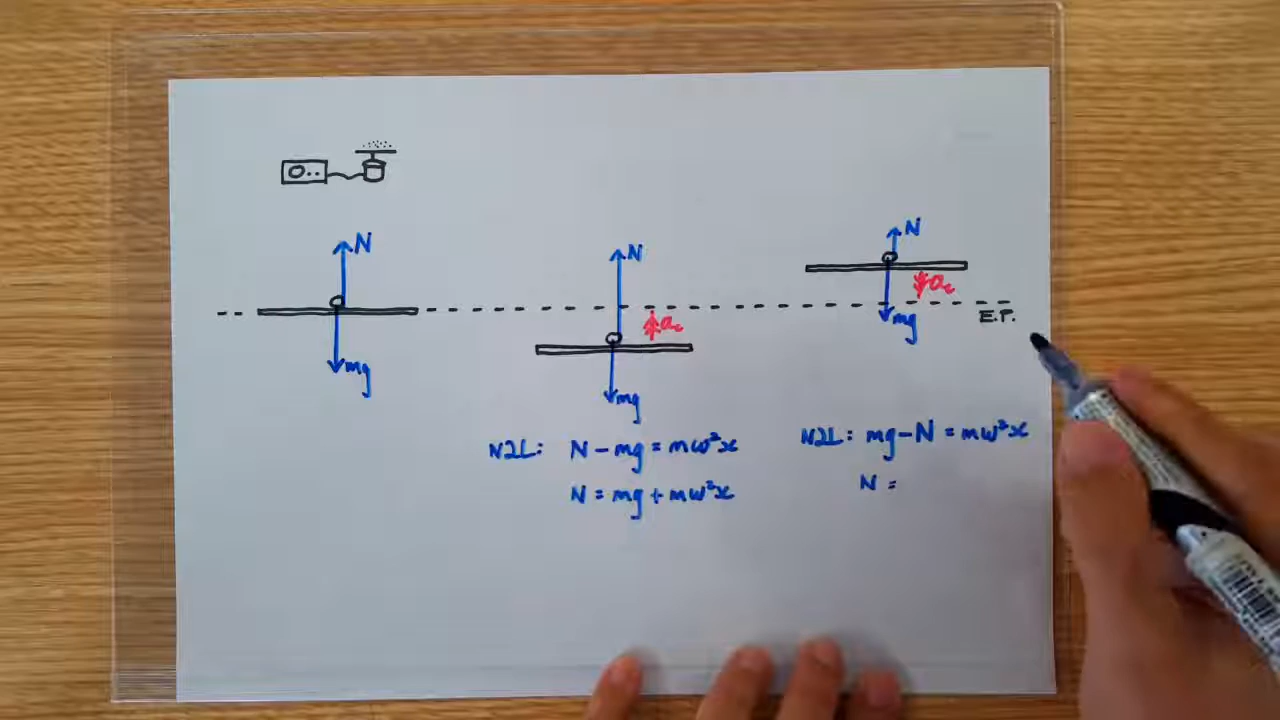 N
mg
N
a
mg
N
a
mg
E.P.
N2L: N - mg = mω²x
N = mg + mω²x
N2L: mg - N = mω²x
N =